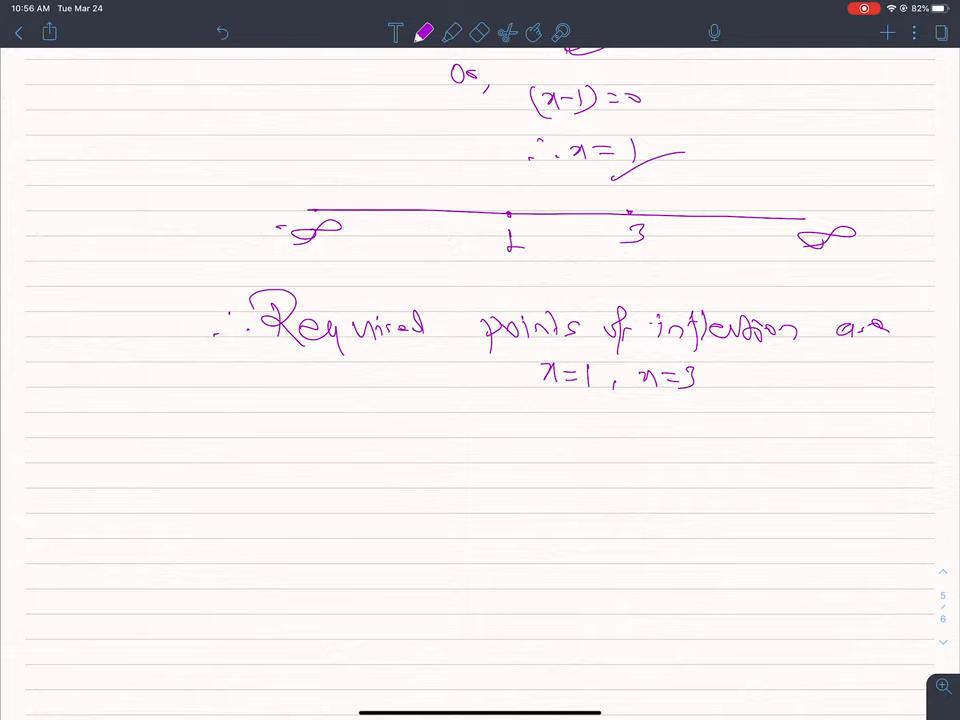 10:56 AM Tue Mar 24
82%
T
Or,
(x-1) = 0
∴ x = 1
-∞ 1 3 ∞
∴ Required points of inflection are
x=1, x=3
5
/
6